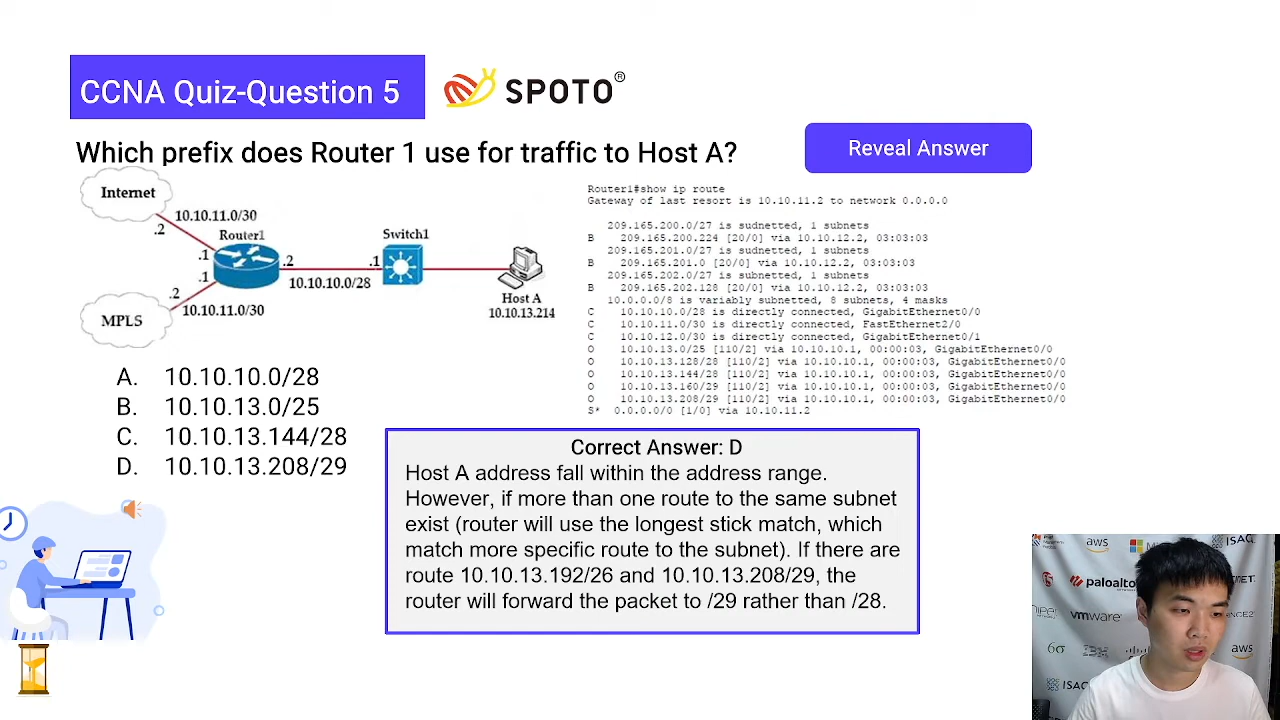 CCNA Quiz-Question 5
SPOTO®
Which prefix does Router 1 use for traffic to Host A?
Reveal Answer
Internet
10.10.11.0/30
.2
Router1
.1
.2
.1
.2
10.10.11.0/30
MPLS
10.10.10.0/28
Switch1
.1
Host A
10.10.13.214
Router1#show ip route
Gateway of last resort is 10.10.11.2 to network 0.0.0.0
209.165.200.0/27 is sudnetted, 1 subnets
B 209.165.200.224 [20/0] via 10.10.12.2, 03:03:03
209.165.201.0/27 is subnetted, 1 subnets
B 209.165.201.0 [20/0] via 10.10.12.2, 03:03:03
209.165.202.0/27 is subnetted, 1 subnets
B 209.165.202.128 [20/0] via 10.10.12.2, 03:03:03
10.0.0.0/8 is variably subnetted, 8 subnets, 4 masks
C 10.10.10.0/28 is directly connected, GigabitEthernet0/0
C 10.10.11.0/30 is directly connected, FastEthernet2/0
C 10.10.12.0/30 is directly connected, GigabitEthernet0/1
O 10.10.13.0/25 [110/2] via 10.10.10.1, 00:00:03, GigabitEthernet0/0
O 10.10.13.128/28 [110/2] via 10.10.10.1, 00:00:03, GigabitEthernet0/0
O 10.10.13.144/28 [110/2] via 10.10.10.1, 00:00:03, GigabitEthernet0/0
O 10.10.13.160/29 [110/2] via 10.10.10.1, 00:00:03, GigabitEthernet0/0
O 10.10.13.208/29 [110/2] via 10.10.10.1, 00:00:03, GigabitEthernet0/0
S* 0.0.0.0/0 [1/0] via 10.10.11.2
A. 10.10.10.0/28
B. 10.10.13.0/25
C. 10.10.13.144/28
D. 10.10.13.208/29
Correct Answer: D
Host A address fall within the address range.
However, if more than one route to the same subnet
exist (router will use the longest stick match, which
match more specific route to the subnet). If there are
route 10.10.13.192/26 and 10.10.13.208/29, the
router will forward the packet to /29 rather than /28.
aws
ISACA
paloalto
vmware
6σ
IBM
aws
ISAC